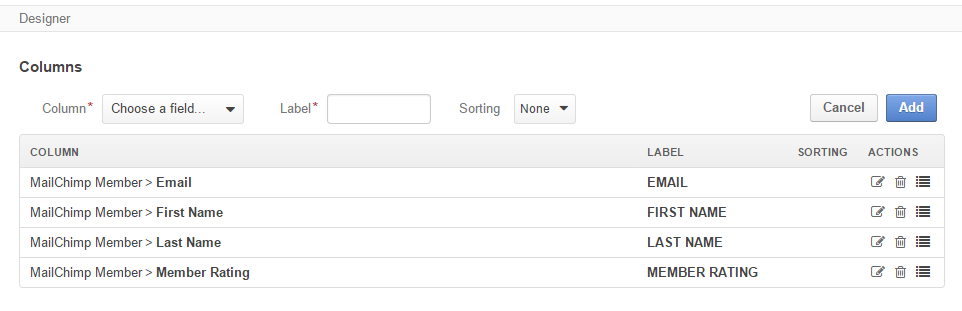 Designer
Columns
Column* Choose a field... Label* Sorting None Cancel Add
COLUMN LABEL SORTING ACTIONS
MailChimp Member > Email EMAIL
MailChimp Member > First Name FIRST NAME
MailChimp Member > Last Name LAST NAME
MailChimp Member > Member Rating MEMBER RATING